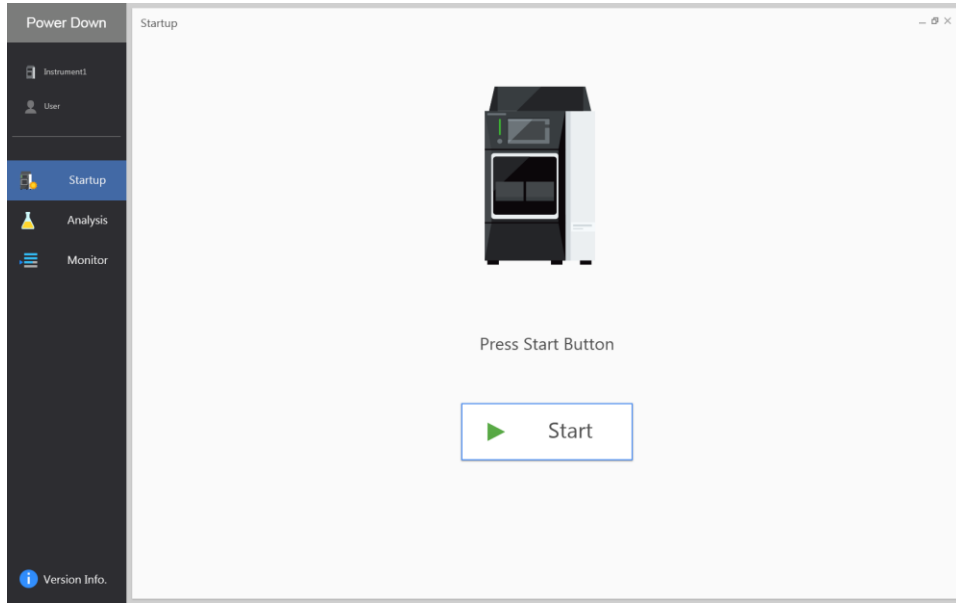 Power Down
Startup
Instrument1
User
Startup
Analysis
Monitor
Press Start Button
Start
Version Info.